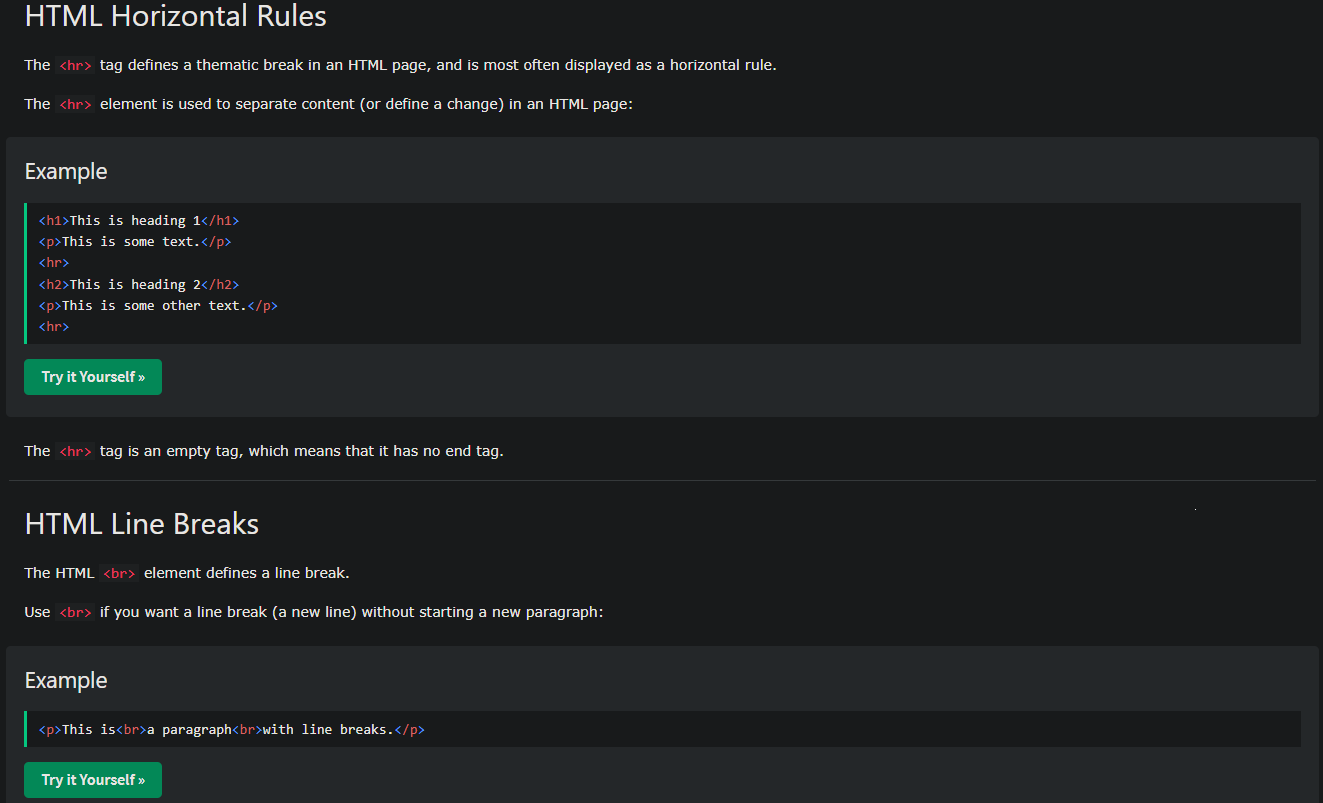 HTML Horizontal Rules
The <hr> tag defines a thematic break in an HTML page, and is most often displayed as a horizontal rule.
The <hr> element is used to separate content (or define a change) in an HTML page:
Example
<h1>This is heading 1</h1>
<p>This is some text.</p>
<hr>
<h2>This is heading 2</h2>
<p>This is some other text.</p>
<hr>
Try it Yourself »
The <hr> tag is an empty tag, which means that it has no end tag.
HTML Line Breaks
The HTML <br> element defines a line break.
Use <br> if you want a line break (a new line) without starting a new paragraph:
Example
<p>This is<br>a paragraph<br>with line breaks.</p>
Try it Yourself »